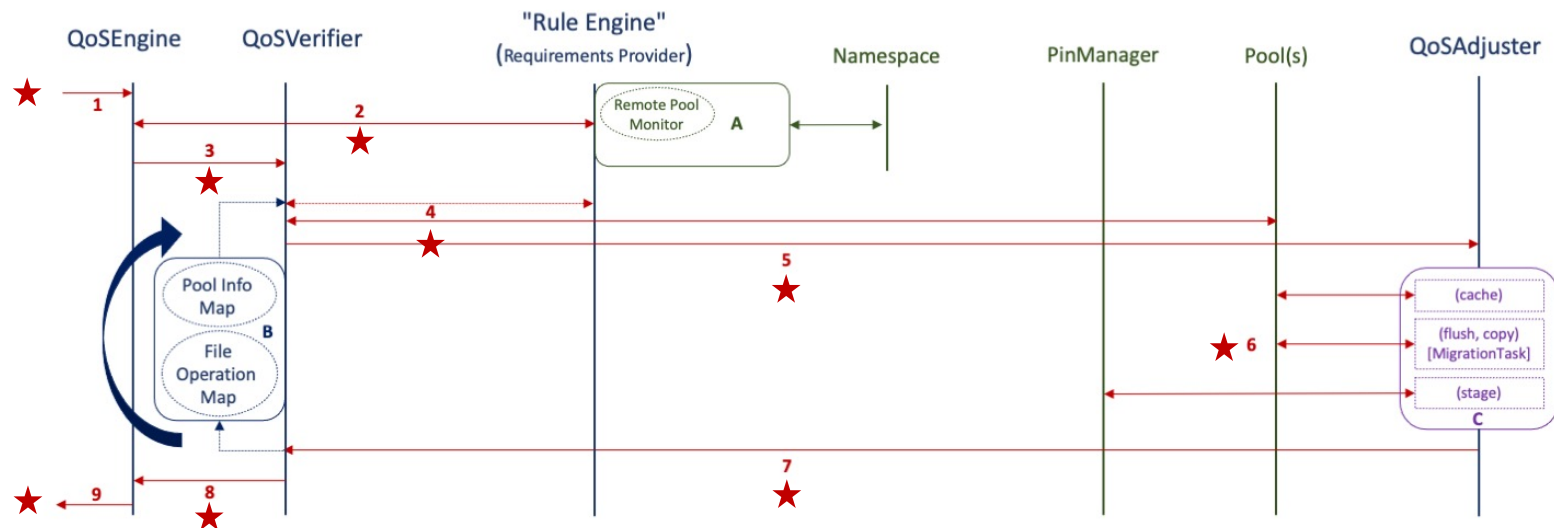 QoSEngine
QoSVerifier
"Rule Engine"
(Requirements Provider)
Namespace
PinManager
Pool(s)
QoSAdjuster
1
2
Remote Pool
Monitor
A
3
4
5
Pool Info
Map
B
File
Operation
Map
(cache)
6
(flush, copy)
[MigrationTask]
(stage)
C
7
8
9